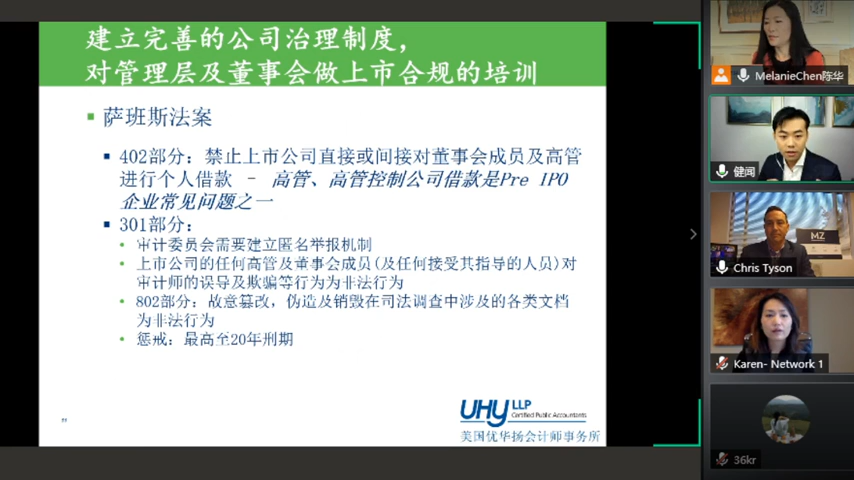 建立完善的公司治理制度，
对管理层及董事会做上市合规的培训
萨班斯法案
402部分：禁止上市公司直接或间接对董事会成员及高管
进行个人借款 – 高管、高管控制公司借款是Pre IPO
企业常见问题之一
301部分：
审计委员会需要建立匿名举报机制
上市公司的任何高管及董事会成员(及任何接受其指导的人员)对
审计师的误导及欺骗等行为为非法行为
802部分：故意篡改，伪造及销毁在司法调查中涉及的各类文档
为非法行为
惩戒：最高至20年刑期
UHY LLP
Certified Public Accountants
美国优华扬会计师事务所
MelanieChen陈华
健闻
MZ
Chris Tyson
Karen- Network 1
36kr